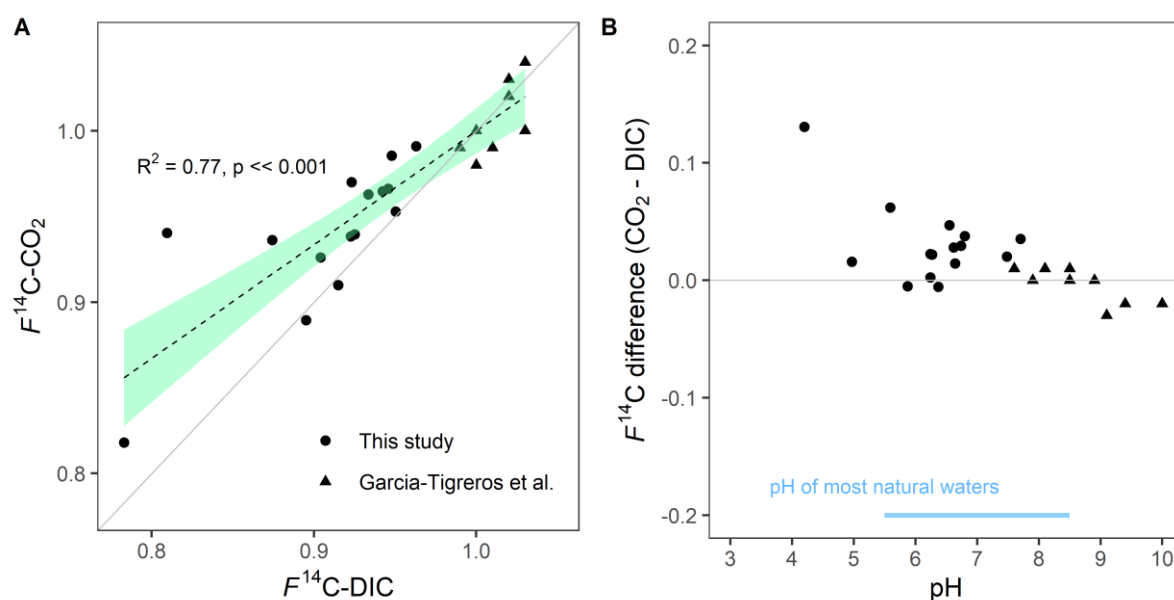 A
R² = 0.77, p << 0.001
This study
Garcia-Tigreros et al.
F¹⁴C-CO₂
1.0
0.9
0.8
0.8
0.9
1.0
F¹⁴C-DIC
B
F¹⁴C difference (CO₂ - DIC)
0.2
0.1
0.0
-0.1
-0.2
pH of most natural waters
3
4
5
6
7
8
9
10
pH